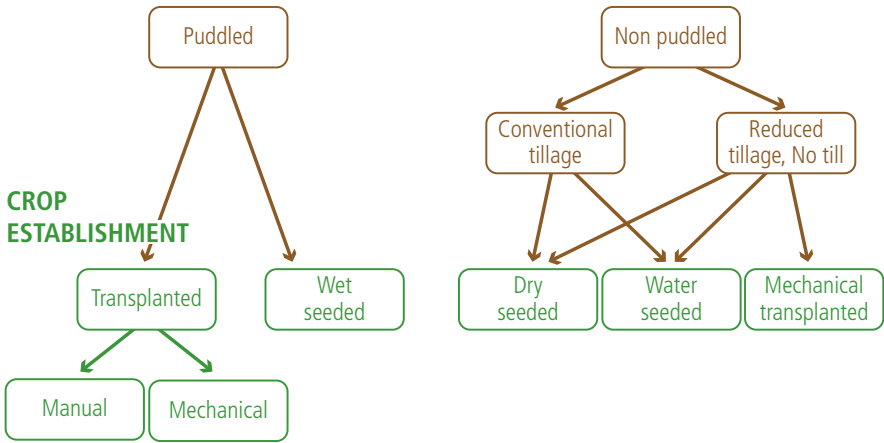 Puddled
Non puddled
Conventional
tillage
Reduced
tillage, No till
CROP
ESTABLISHMENT
Transplanted
Wet
seeded
Dry
seeded
Water
seeded
Mechanical
transplanted
Manual
Mechanical